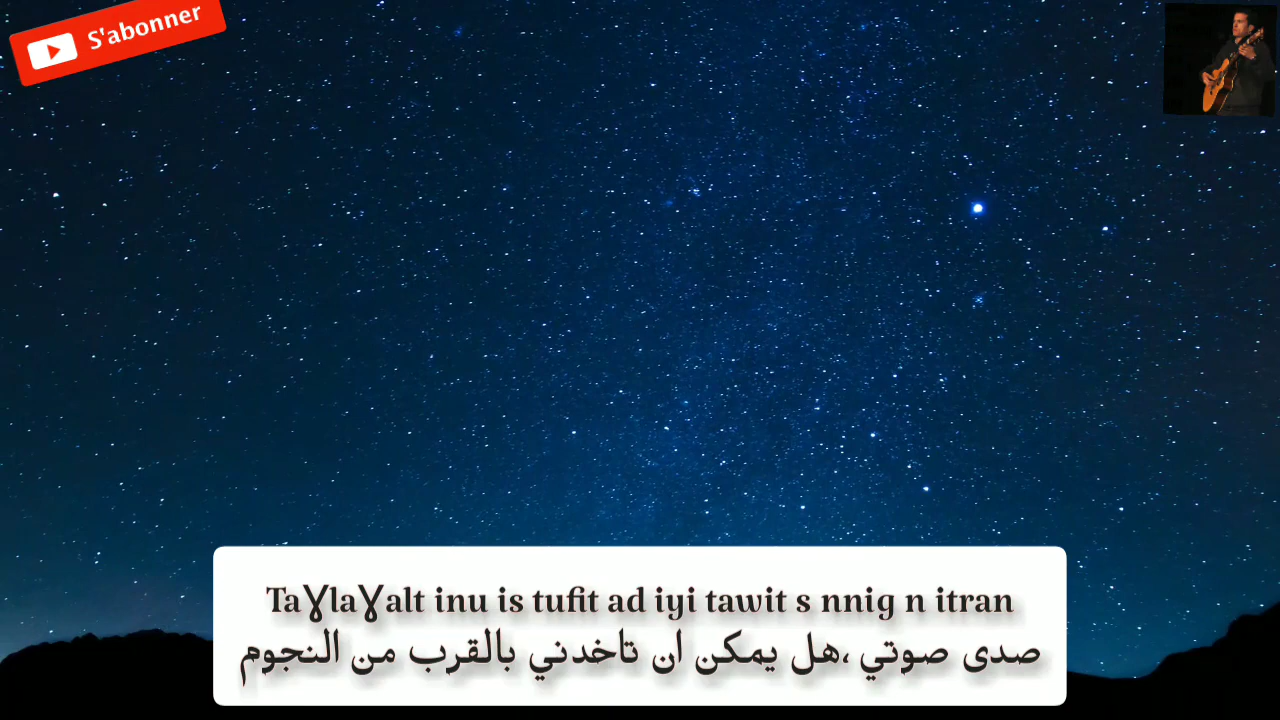 S'abonner
TaƔlaƔalt inu is tufit ad iyi tawit s nnig n itran
صدى صوتي ،هل يمكن ان تاخدني بالقرب من النجوم